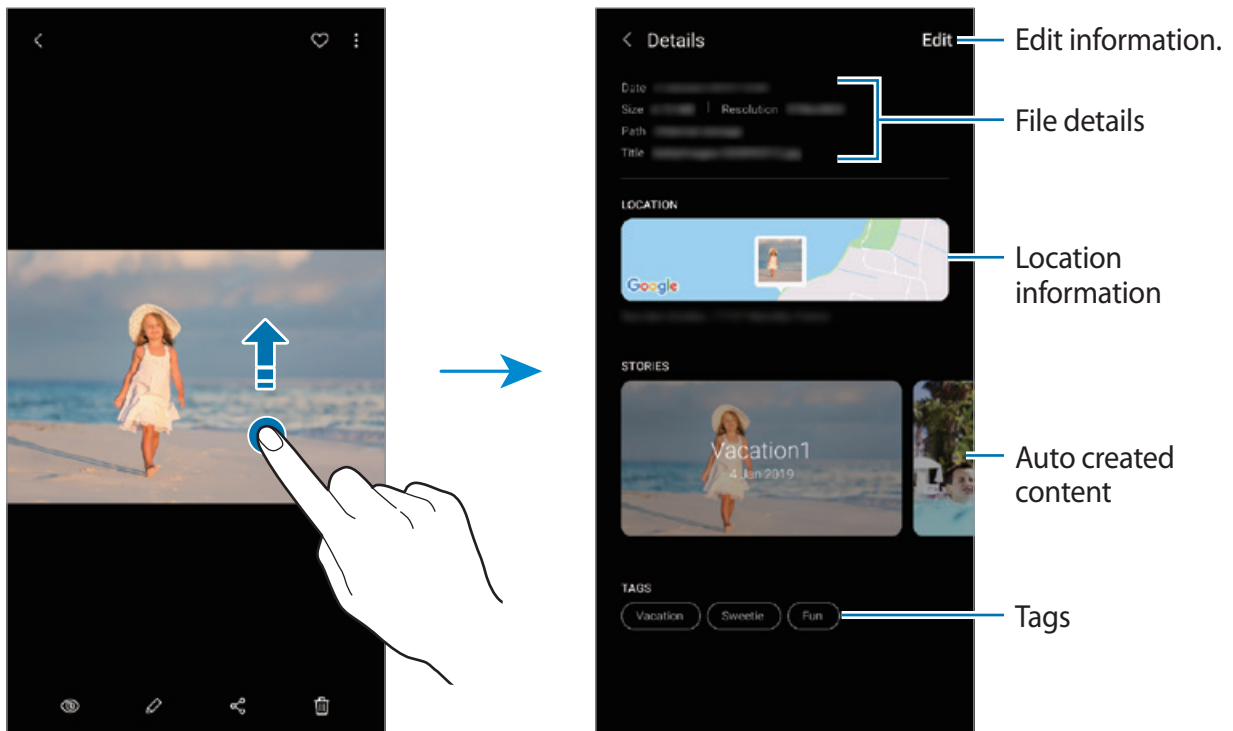 Details
Edit
Edit information.
Date
Size
Resolution
Path
Title
File details
LOCATION
Google
Location
information
STORIES
Vacation1
4 Jan 2019
Auto created
content
TAGS
Vacation
Sweetie
Fun
Tags